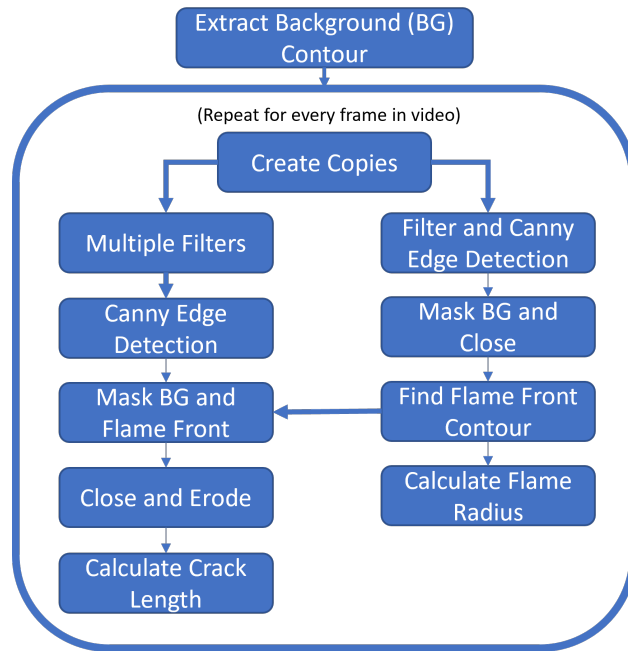 Extract Background (BG)
Contour
(Repeat for every frame in video)
Create Copies
Multiple Filters
Canny Edge
Detection
Mask BG and
Flame Front
Close and Erode
Calculate Crack
Length
Filter and Canny
Edge Detection
Mask BG and
Close
Find Flame Front
Contour
Calculate Flame
Radius